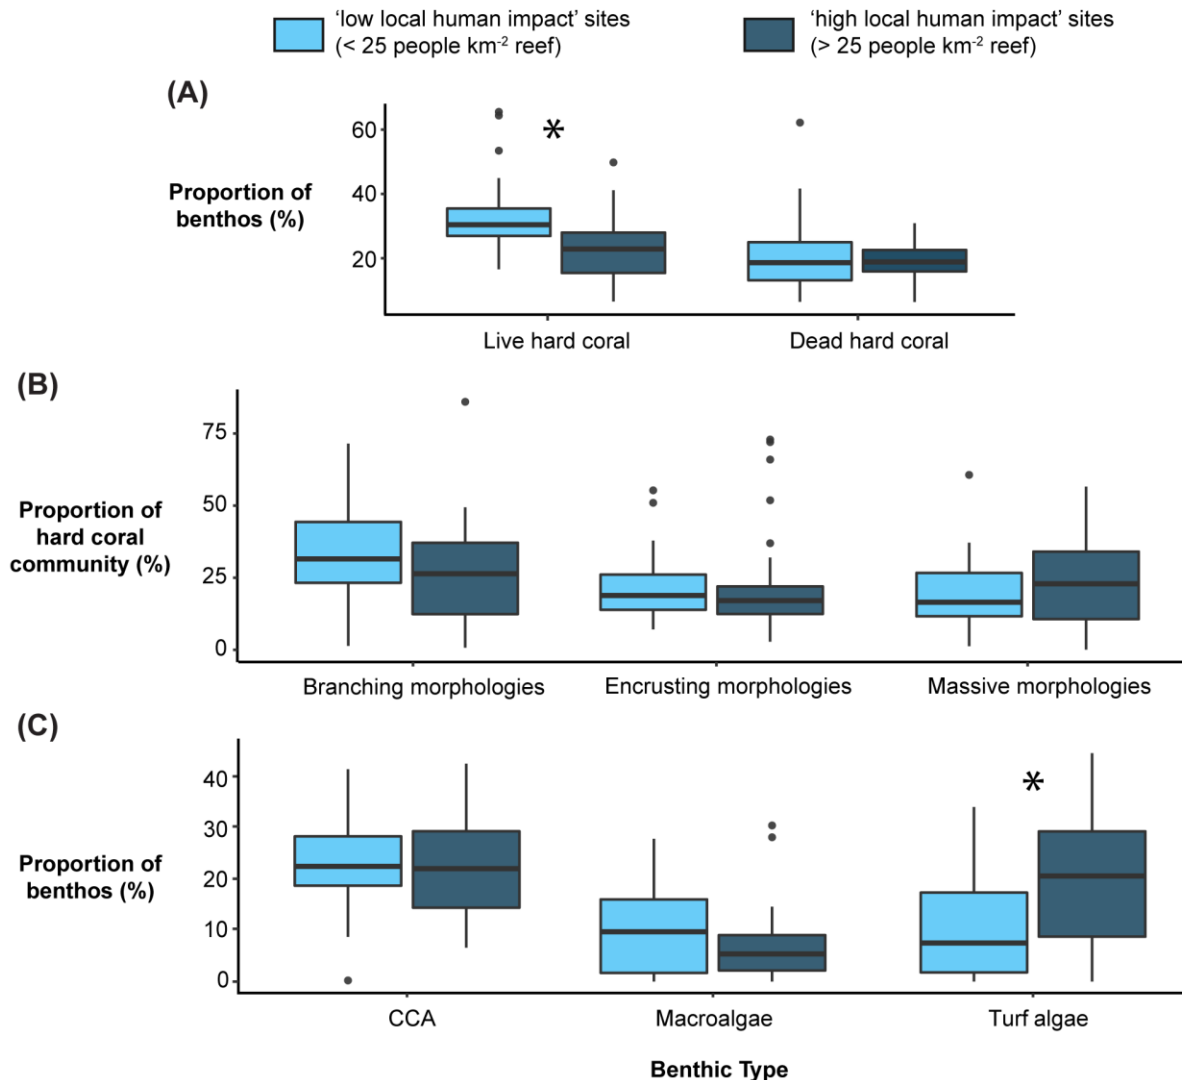 ‘low local human impact’ sites
(< 25 people km⁻² reef)
‘high local human impact’ sites
(> 25 people km⁻² reef)
(A)
Proportion of
benthos (%)
60
40
20
*
Live hard coral
Dead hard coral
(B)
Proportion of
hard coral
community (%)
75
50
25
0
Branching morphologies
Encrusting morphologies
Massive morphologies
(C)
Proportion of
benthos (%)
40
30
20
10
0
*
CCA
Macroalgae
Turf algae
Benthic Type